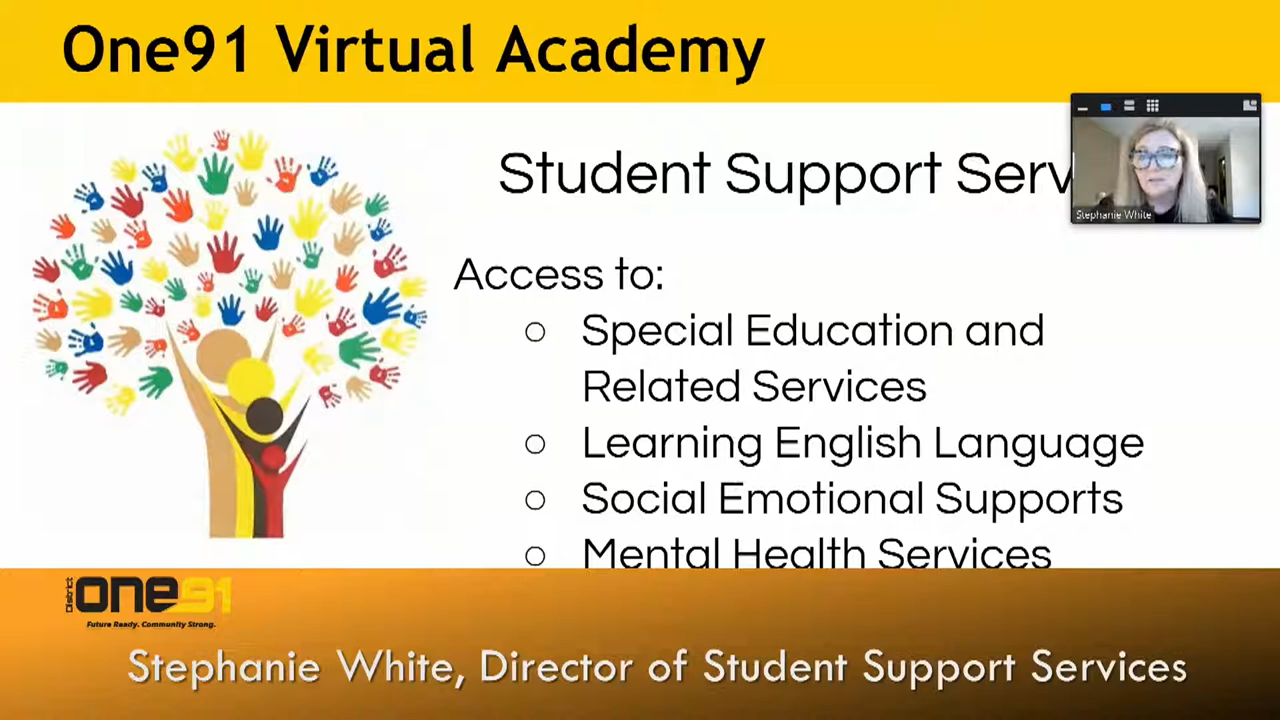 One91 Virtual Academy
Student Support Serv
Stephanie White
Access to:
○ Special Education and
Related Services
○ Learning English Language
○ Social Emotional Supports
○ Mental Health Services
District one91
Future Ready. Community Strong.
Stephanie White, Director of Student Support Services